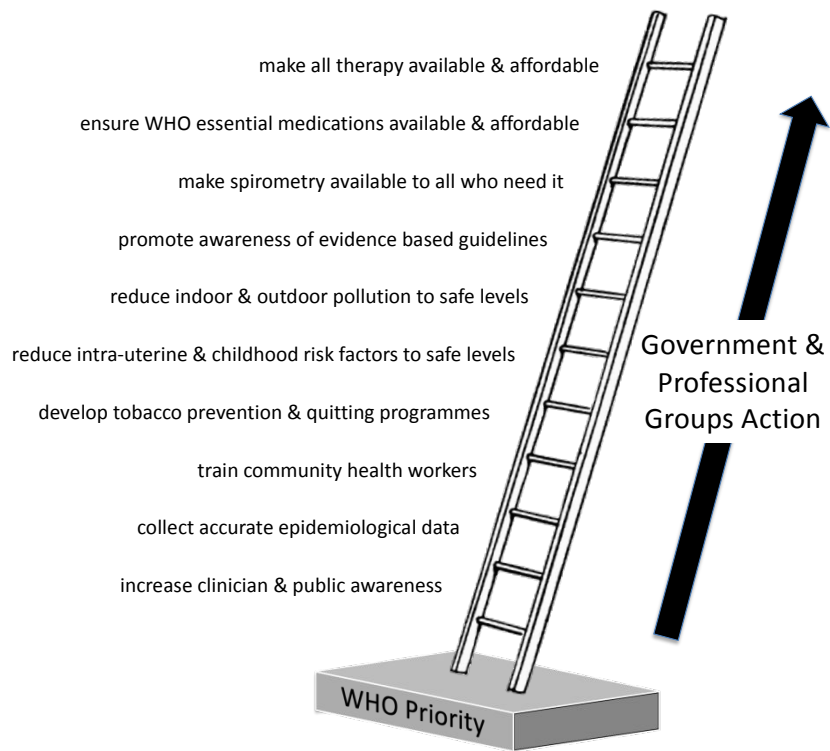 make all therapy available & affordable
ensure WHO essential medications available & affordable
make spirometry available to all who need it
promote awareness of evidence based guidelines
reduce indoor & outdoor pollution to safe levels
reduce intra-uterine & childhood risk factors to safe levels
develop tobacco prevention & quitting programmes
train community health workers
collect accurate epidemiological data
increase clinician & public awareness
Government &
Professional
Groups Action
WHO Priority